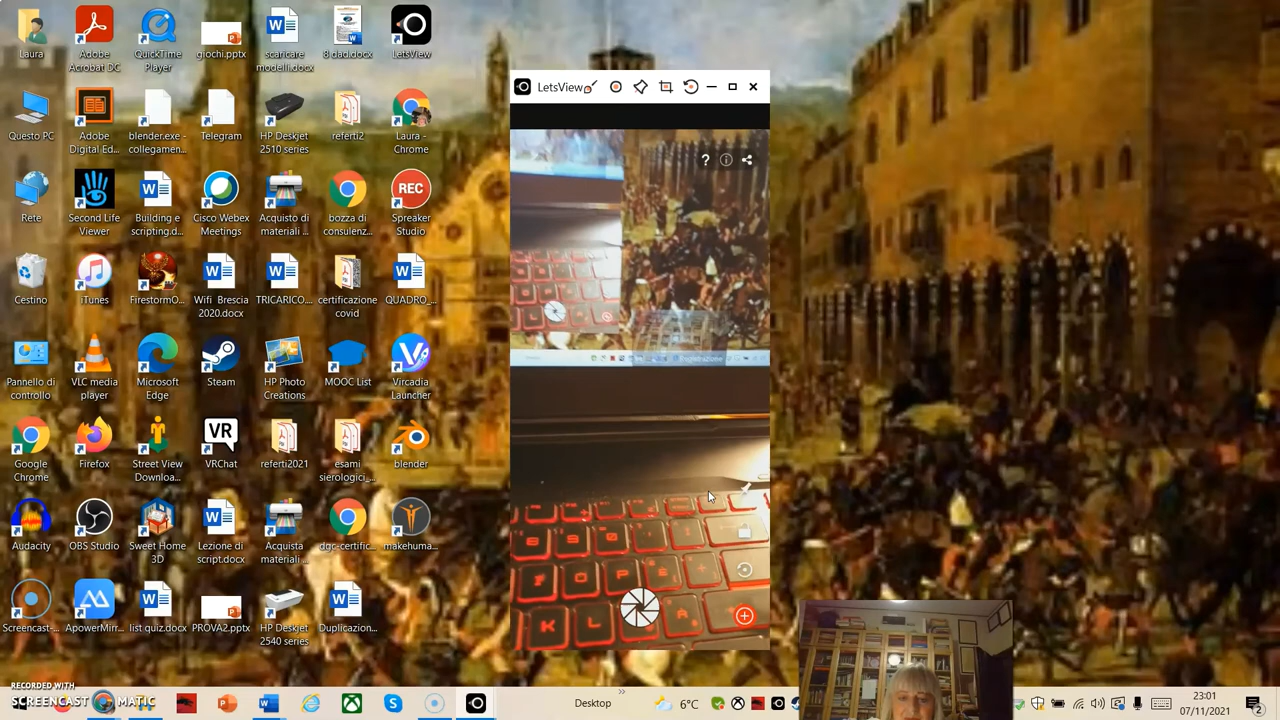 Laura
Adobe Acrobat DC
QuickTime Player
giochi.pptx
scaricare modelli.docx
8 dad.docx
LetsView
Questo PC
Adobe Digital Ed...
blender.exe - collegamen...
Telegram
HP Deskjet 2510 series
referti2
Laura - Chrome
Rete
Second Life Viewer
Building e scripting.d...
Cisco Webex Meetings
Acquisto di materiali ...
bozza di consulenz...
REC
Spreaker Studio
Cestino
iTunes
FirestormO...
Wifi Brescia 2020.docx
TRICARICO....
certificazione covid
QUADRO_...
Pannello di controllo
VLC media player
Microsoft Edge
Steam
HP Photo Creations
MOOC List
Vircadia Launcher
Google Chrome
Firefox
Street View Downloa...
VR
VRChat
referti2021
esami sierologici_...
blender
Audacity
OBS Studio
Sweet Home 3D
Lezione di script.docx
Acquista materiali ...
dgc-certific...
makehuma...
Screencast-...
ApowerMirr...
list quiz.docx
PROVA2.pptx
HP Deskjet 2540 series
Duplicazion...
LetsView
?
Registrazione
P
K
L
RECORDED WITH
SCREENCAST MATIC
Desktop
»
6°C
23:01
07/11/2021
2